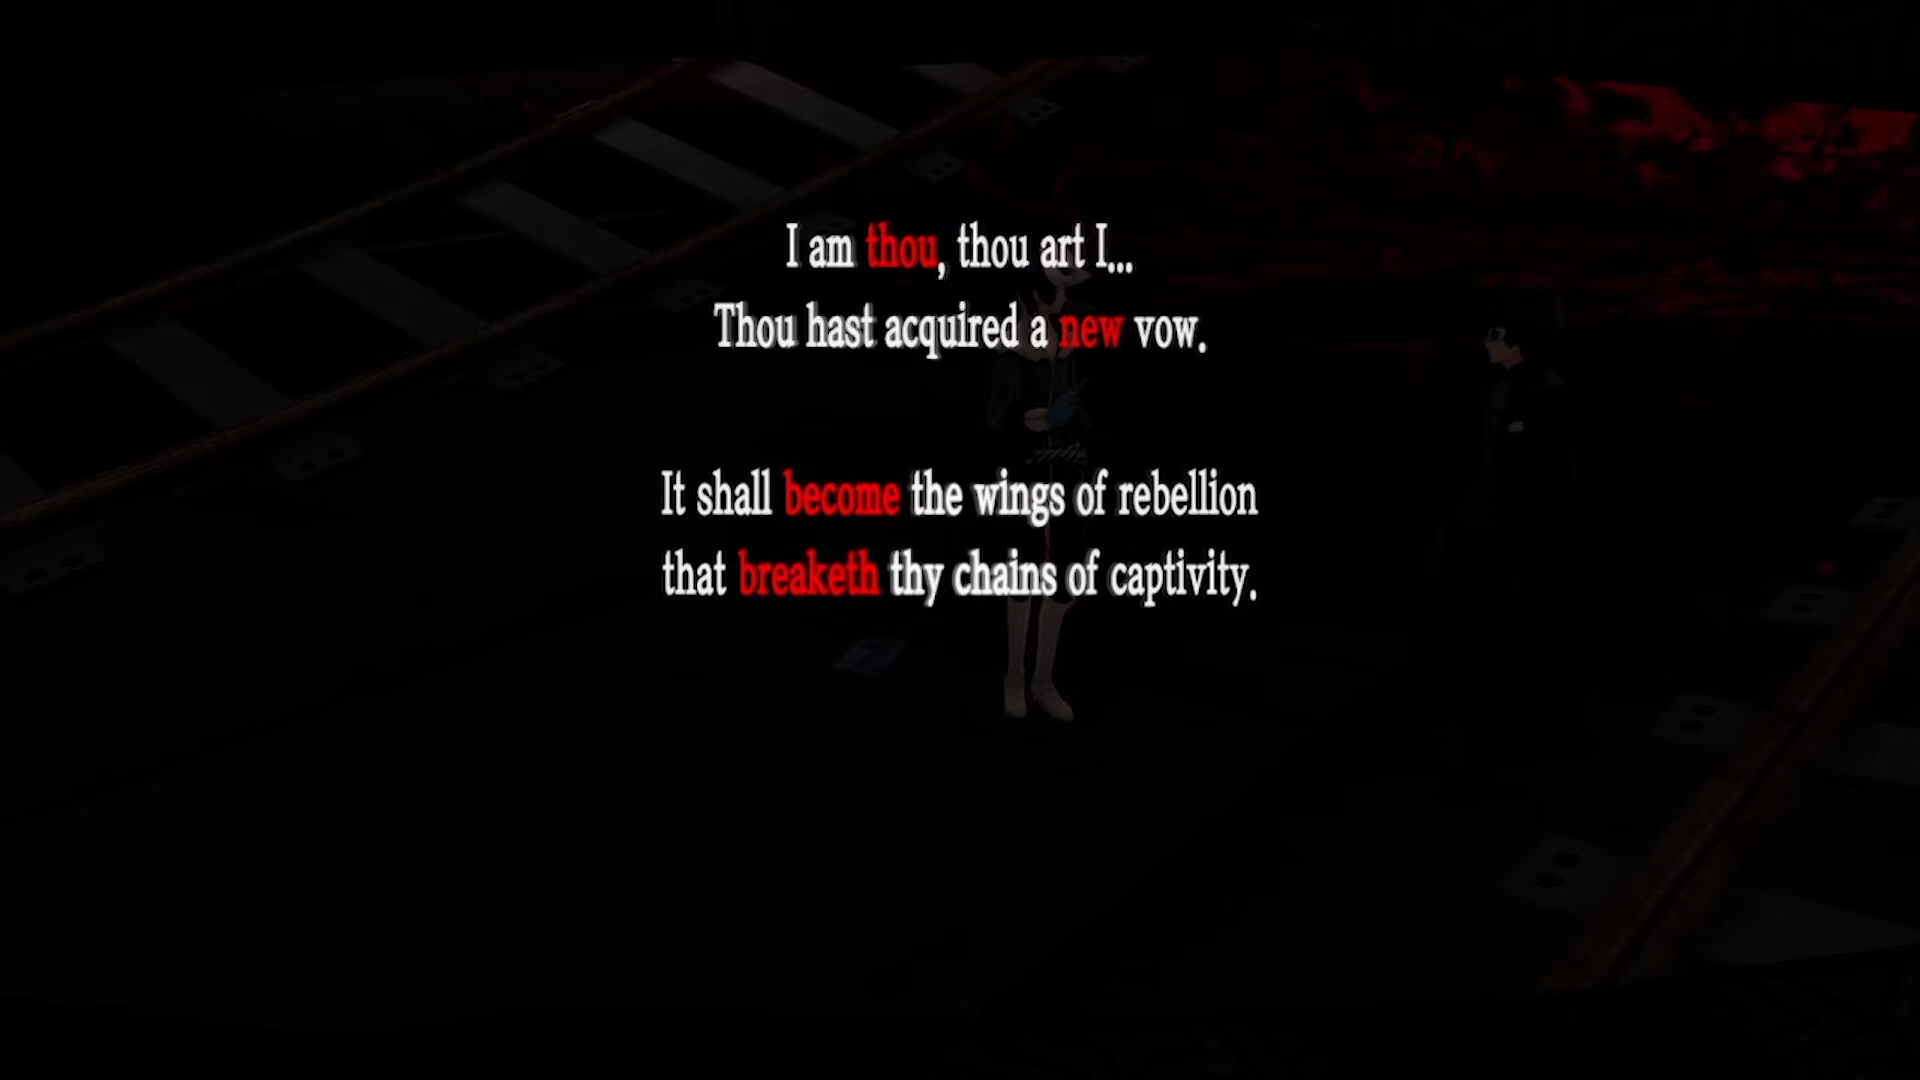 I am thou, thou art I...
Thou hast acquired a new vow.
It shall become the wings of rebellion
that breaketh thy chains of captivity.